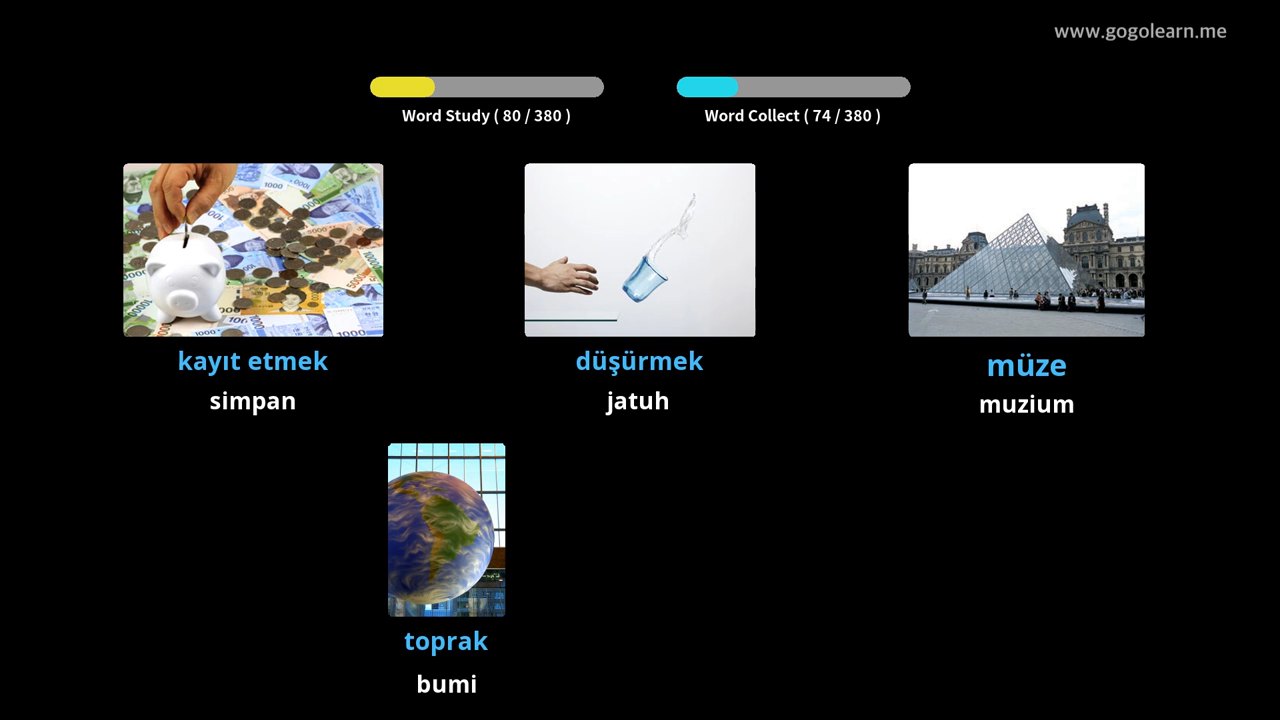 www.gogolearn.me
Word Study ( 80 / 380 )
Word Collect ( 74 / 380 )
kayıt etmek
simpan
düşürmek
jatuh
müze
muzium
toprak
bumi